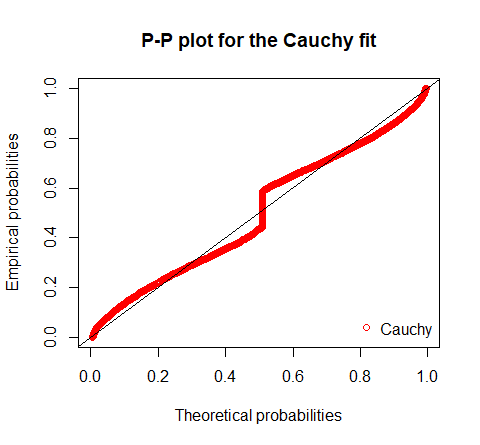 P-P plot for the Cauchy fit
Empirical probabilities
1.0
0.8
0.6
0.4
0.2
0.0
Cauchy
0.0 0.2 0.4 0.6 0.8 1.0
Theoretical probabilities